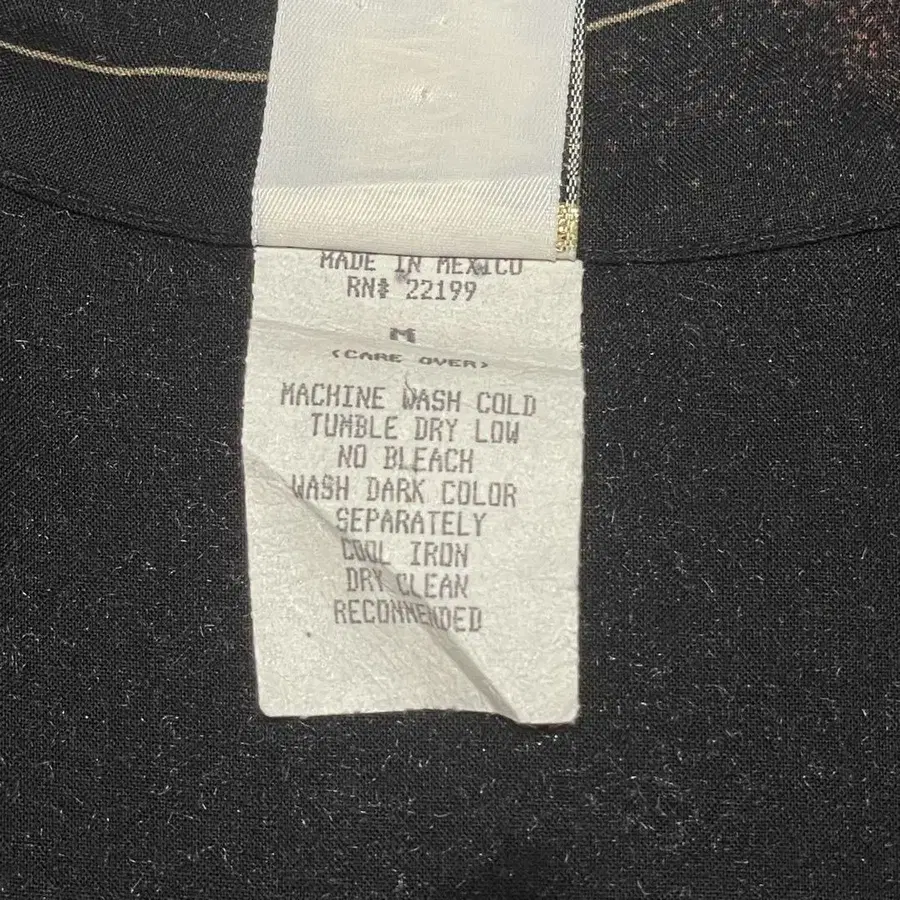 MADE IN MEXICO
RN# 22199
M
(CARE OVER)
MACHINE WASH COLD
TUMBLE DRY LOW
NO BLEACH
WASH DARK COLOR
SEPARATELY
COOL IRON
DRY CLEAN
RECOMMENDED